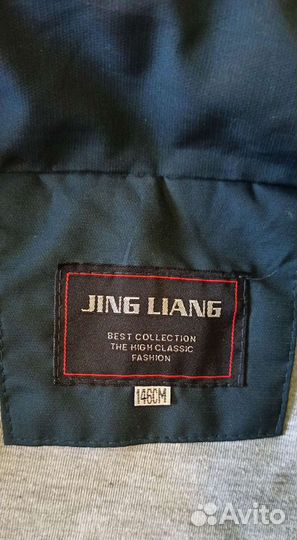 JING LIANG
BEST COLLECTION
THE HIGH CLASSIC
FASHION
146CM
Avito